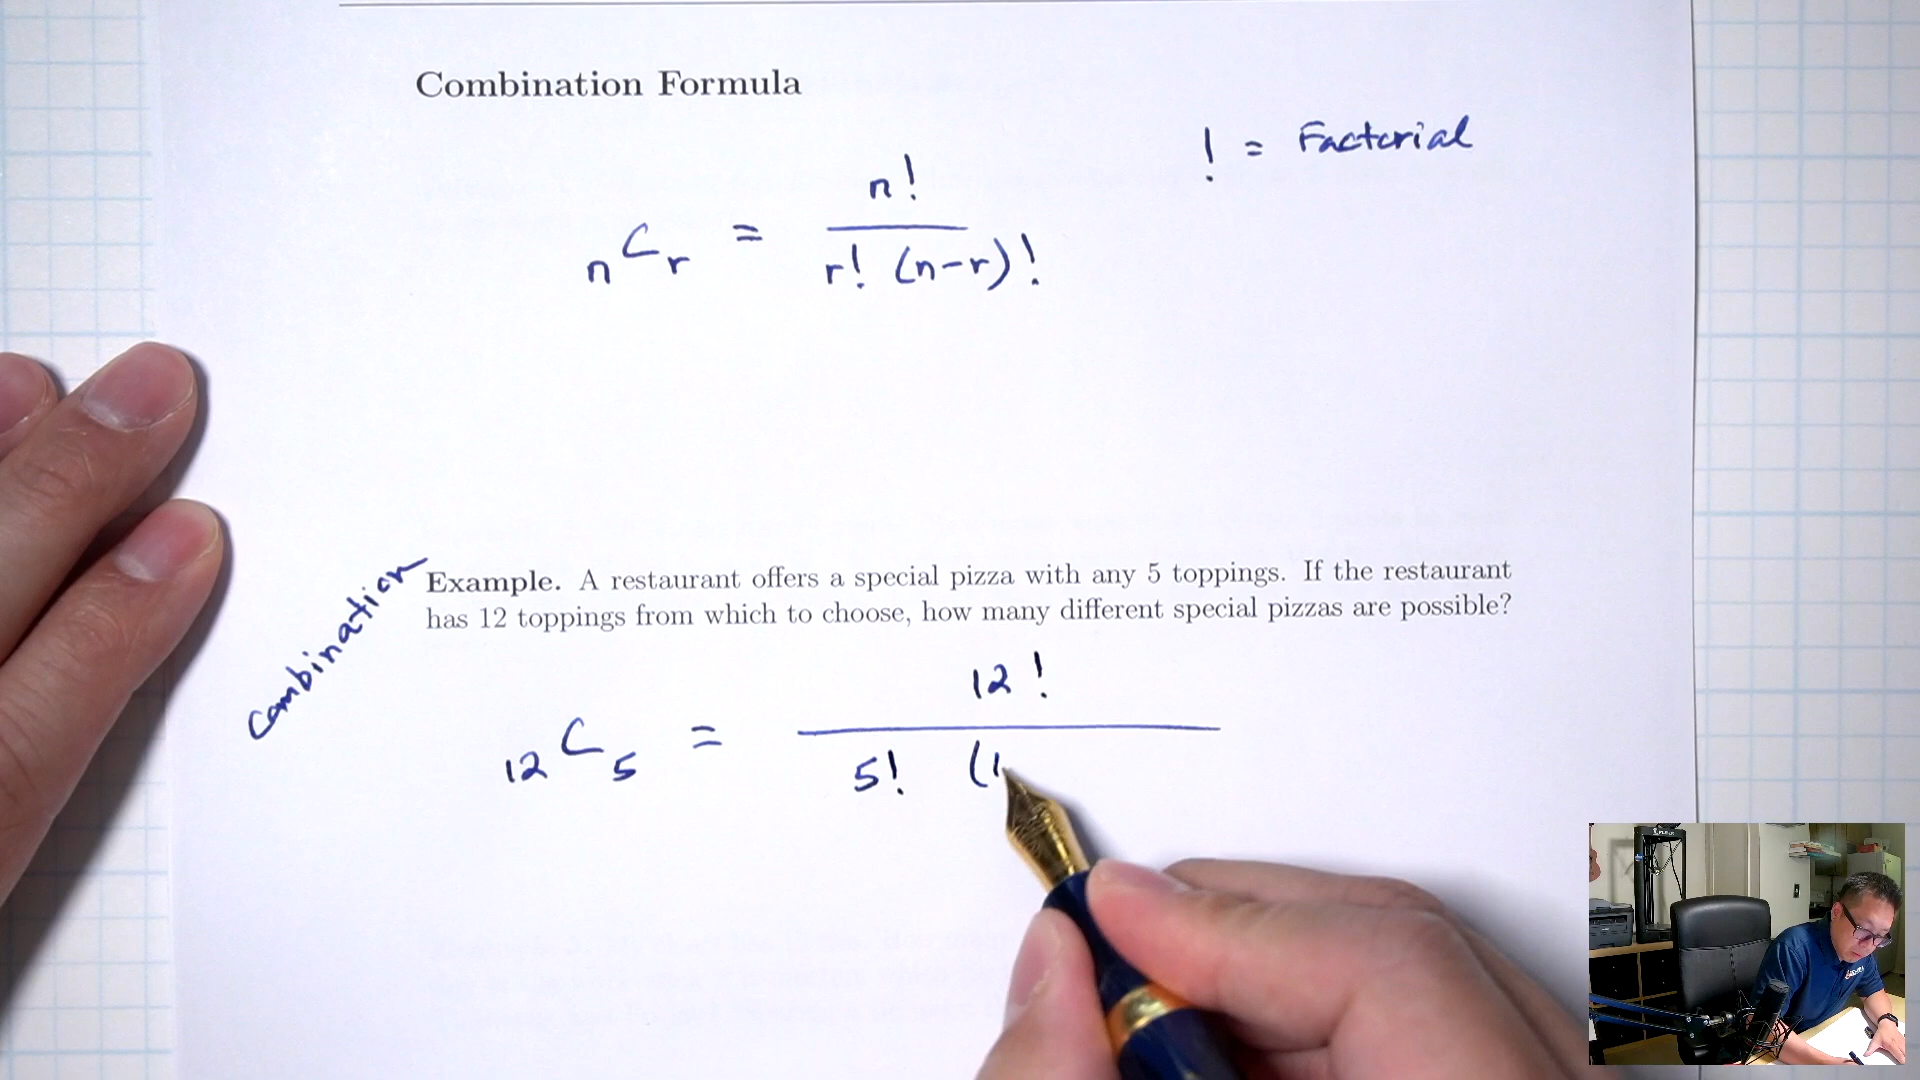 Combination Formula
! = Factorial
nCr = n! / r! (n-r)!
Combination
Example. A restaurant offers a special pizza with any 5 toppings. If the restaurant
has 12 toppings from which to choose, how many different special pizzas are possible?
12C5 = 12! / 5! (1